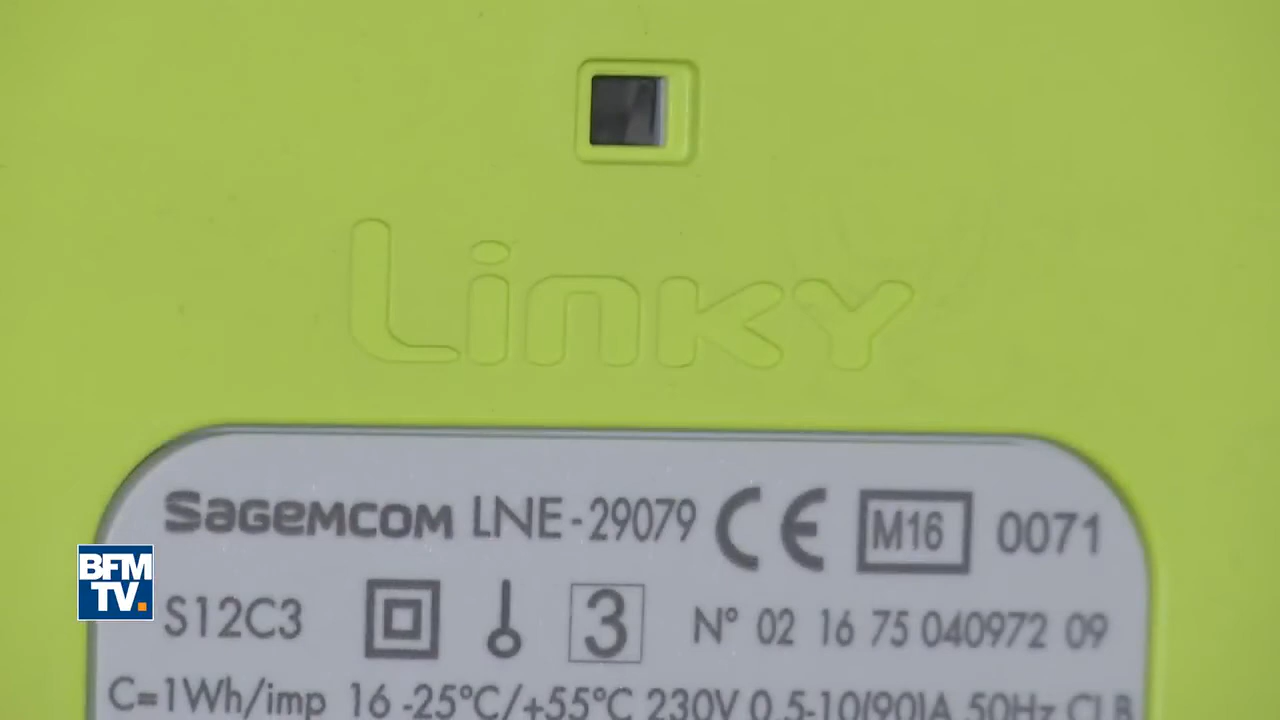 Linky
Sagemcom LNE-29079 CE M16 0071
BFM
TV.
S12C3 3 N° 02 16 75 040972 09
C=1Wh/imp 16 -25°C/+55°C 230V 0.5-10(90)A 50Hz Cl B